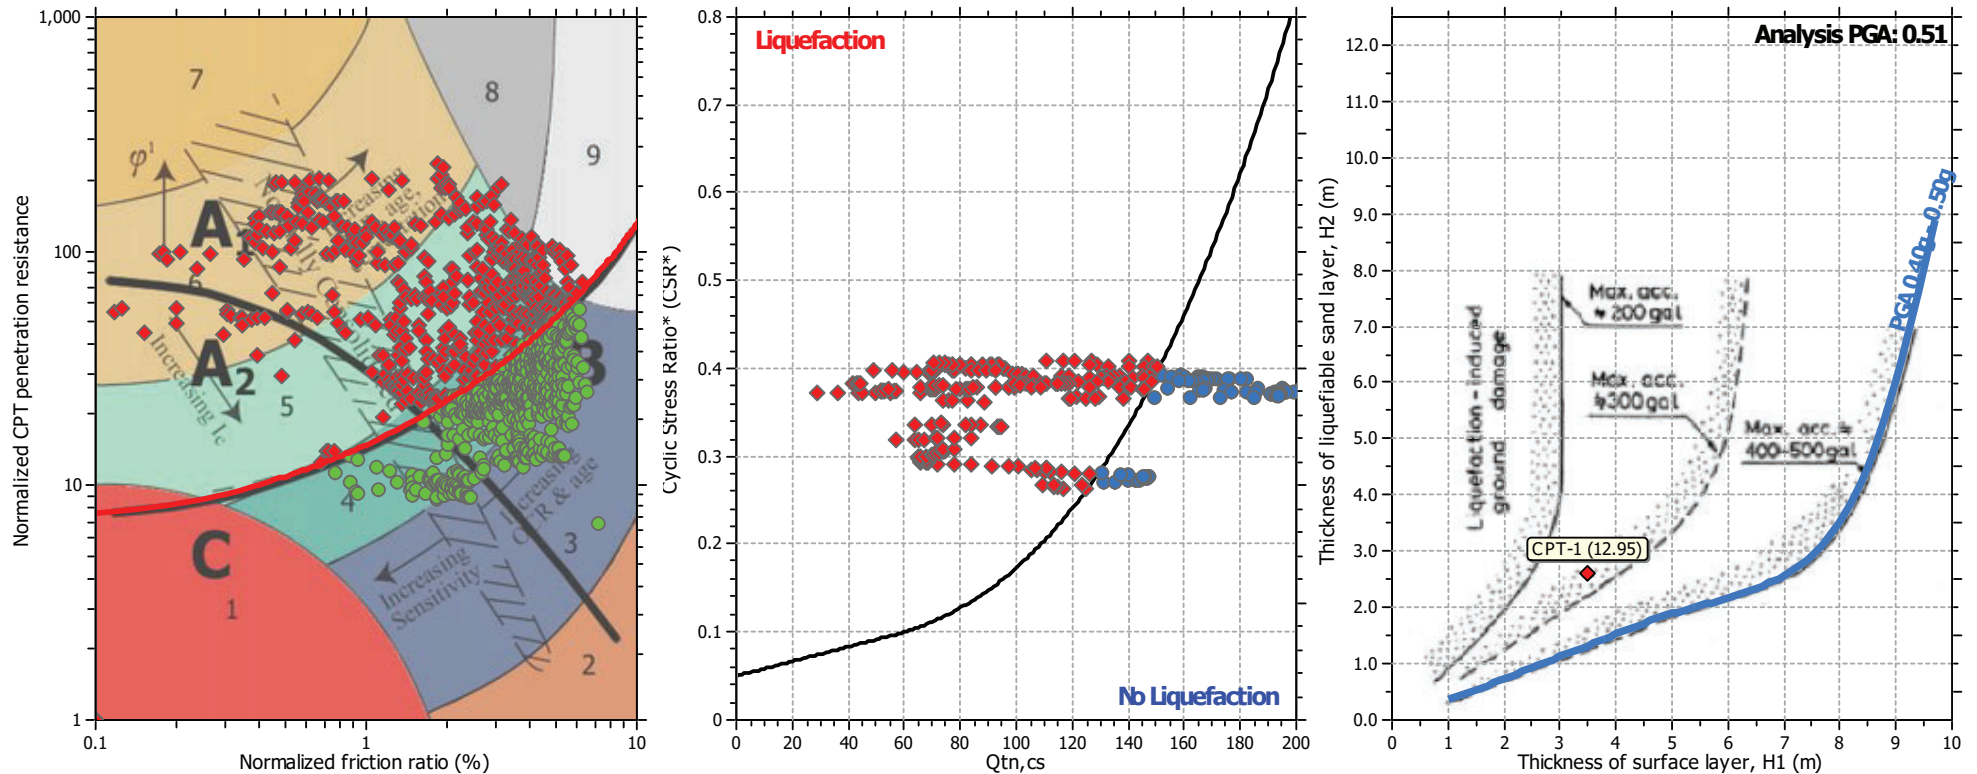 1,000
100
10
1
0.1
1
10
Normalized CPT penetration resistance
Normalized friction ratio (%)
7
8
9
φ¹
A1
6
A2
5
B
4
3
C
1
2
Increasing
age,
Increasing Ic
Increasing
OCR & age
Increasing
Sensitivity
Liquefaction
No Liquefaction
0.8
0.7
0.6
0.5
0.4
0.3
0.2
0.1
0
0 20 40 60 80 100 120 140 160 180 200
Cyclic Stress Ratio* (CSR*)
Qtn,cs
Analysis PGA: 0.51
12.0
11.0
10.0
9.0
8.0
7.0
6.0
5.0
4.0
3.0
2.0
1.0
0.0
0 1 2 3 4 5 6 7 8 9 10
Thickness of liquefiable sand layer, H2 (m)
Thickness of surface layer, H1 (m)
Liquefaction-induced
ground damage
Max. acc.
≒ 200 gal
Max. acc.
≒300 gal
Max. acc. ≒
400~500 gal
PGA 0.40g ~0.50g
CPT-1 (12.95)